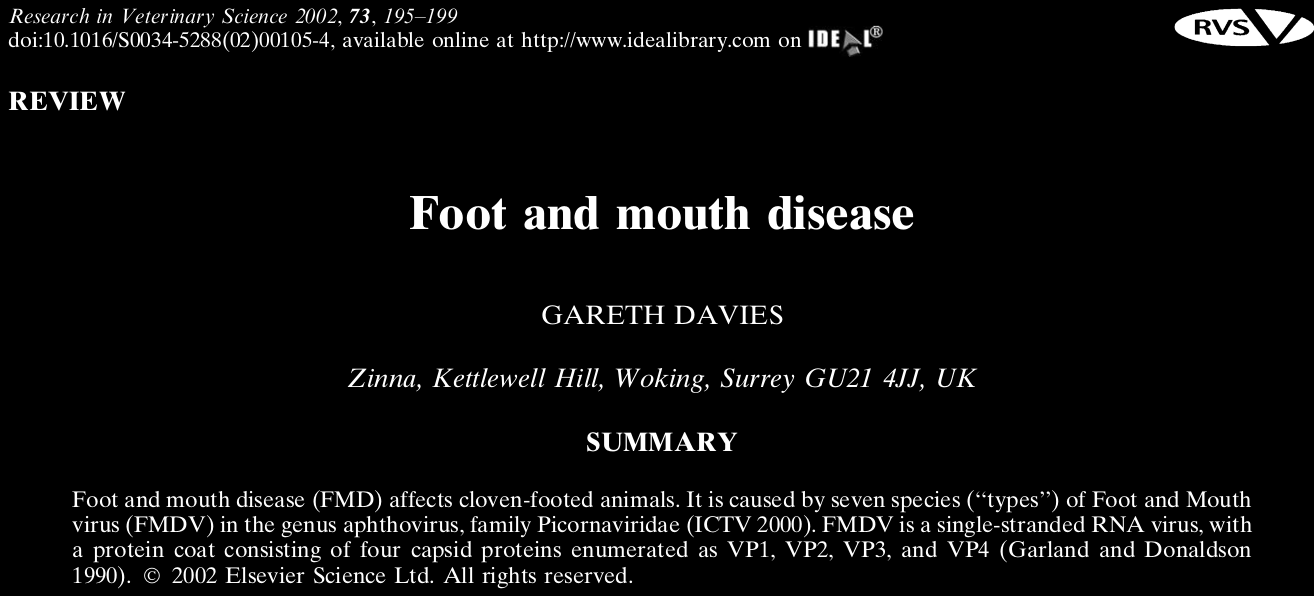 Research in Veterinary Science 2002, 73, 195–199
doi:10.1016/S0034-5288(02)00105-4, available online at http://www.idealibrary.com on IDEAL®
RVS
REVIEW
Foot and mouth disease
GARETH DAVIES
Zinna, Kettlewell Hill, Woking, Surrey GU21 4JJ, UK
SUMMARY
Foot and mouth disease (FMD) affects cloven-footed animals. It is caused by seven species (‘‘types’’) of Foot and Mouth
virus (FMDV) in the genus aphthovirus, family Picornaviridae (ICTV 2000). FMDV is a single-stranded RNA virus, with
a protein coat consisting of four capsid proteins enumerated as VP1, VP2, VP3, and VP4 (Garland and Donaldson
1990). © 2002 Elsevier Science Ltd. All rights reserved.